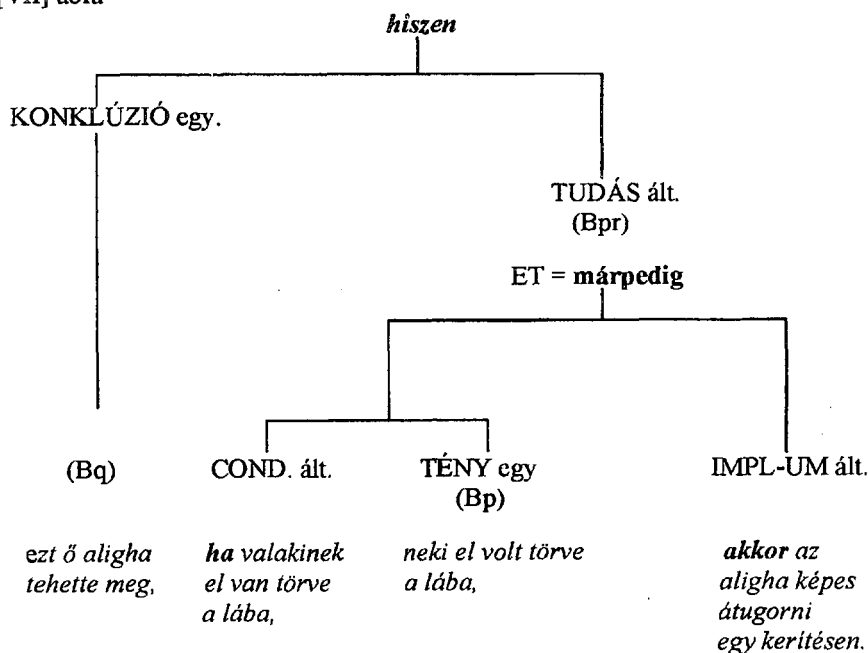 hiszen
KONKLÚZIÓ egy.
TUDÁS ált.
(Bpr)
ET = márpedig
(Bq) COND. ált. TÉNY egy IMPL-UM ált.
(Bp)
ezt ő aligha ha valakinek neki el volt törve akkor az
tehette meg, el van törve a lába, aligha képes
a lába, átugorni
egy kerítésen.